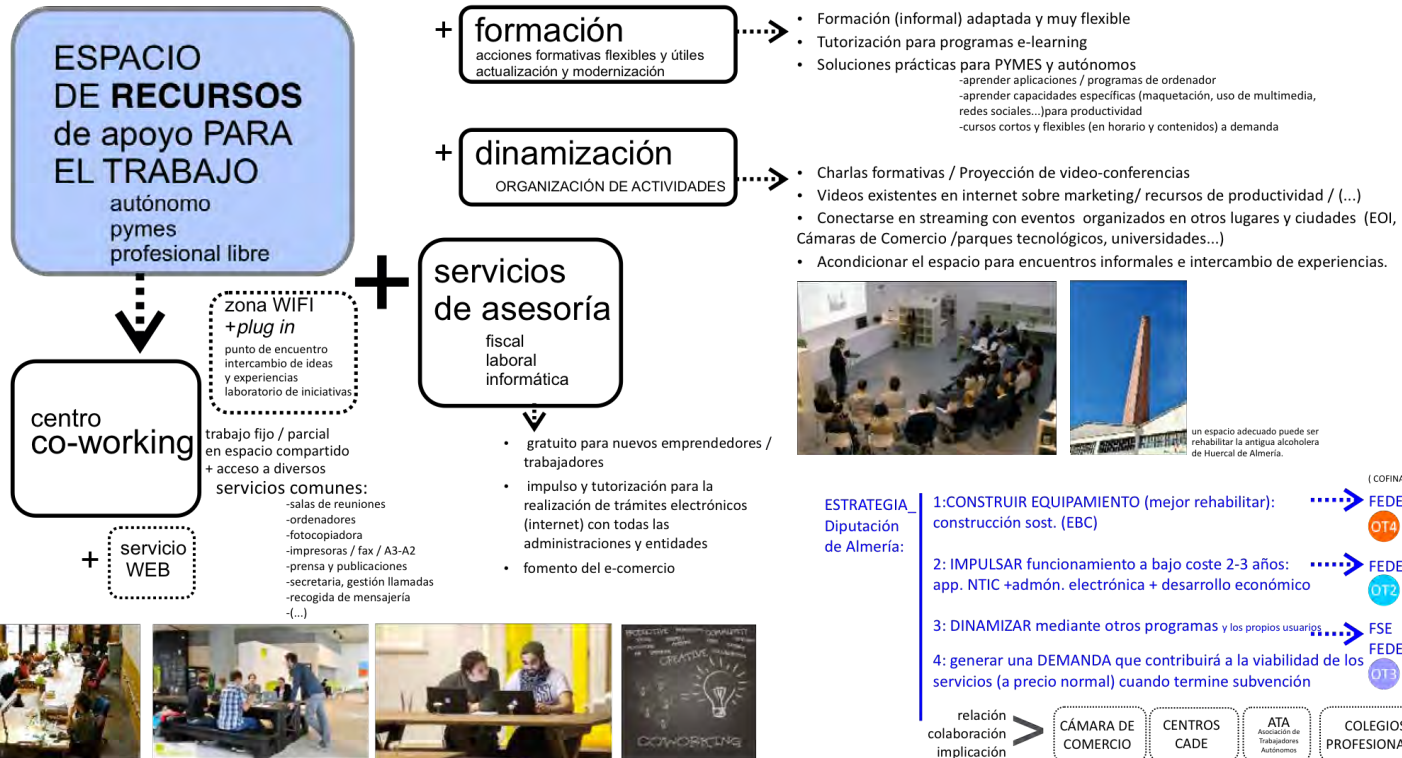 ESPACIO
DE RECURSOS
de apoyo PARA
EL TRABAJO
autónomo
pymes
profesional libre
centro
co-working
zona WIFI
+plug in
punto de encuentro
intercambio de ideas
y experiencias
laboratorio de iniciativas
trabajo fijo / parcial
en espacio compartido
+ acceso a diversos
servicios comunes:
-salas de reuniones
-ordenadores
-fotocopiadora
-impresoras / fax / A3-A2
-prensa y publicaciones
-secretaria, gestión llamadas
-recogida de mensajería
-(...)
+
servicio
WEB
+
servicios
de asesoría
fiscal
laboral
informática
• gratuito para nuevos emprendedores /
trabajadores
• impulso y tutorización para la
realización de trámites electrónicos
(internet) con todas las
administraciones y entidades
• fomento del e-comercio
+
formación
acciones formativas flexibles y útiles
actualización y modernización
• Formación (informal) adaptada y muy flexible
• Tutorización para programas e-learning
• Soluciones prácticas para PYMES y autónomos
-aprender aplicaciones / programas de ordenador
-aprender capacidades específicas (maquetación, uso de multimedia,
redes sociales...)para productividad
-cursos cortos y flexibles (en horario y contenidos) a demanda
+
dinamización
ORGANIZACIÓN DE ACTIVIDADES
• Charlas formativas / Proyección de video-conferencias
• Videos existentes en internet sobre marketing/ recursos de productividad / (...)
• Conectarse en streaming con eventos organizados en otros lugares y ciudades (EOI,
Cámaras de Comercio /parques tecnológicos, universidades...)
• Acondicionar el espacio para encuentros informales e intercambio de experiencias.
un espacio adecuado puede ser
rehabilitar la antigua alcoholera
de Huercal de Almería.
ESTRATEGIA_
Diputación
de Almería:
( COFINA
1:CONSTRUIR EQUIPAMIENTO (mejor rehabilitar):
construcción sost. (EBC)
FEDE
OT4
2: IMPULSAR funcionamiento a bajo coste 2-3 años:
app. NTIC +admón. electrónica + desarrollo económico
FEDE
OT2
3: DINAMIZAR mediante otros programas y los propios usuarios
FSE
FEDE
OT3
4: generar una DEMANDA que contribuirá a la viabilidad de los
servicios (a precio normal) cuando termine subvención
relación
colaboración
implicación
>
CÁMARA DE
COMERCIO
CENTROS
CADE
ATA
Asociación de
Trabajadores
Autónomos
COLEGIOS
PROFESIONA
PRODUCTIVE
COMMUNITY
CREATIVE
COWORKING